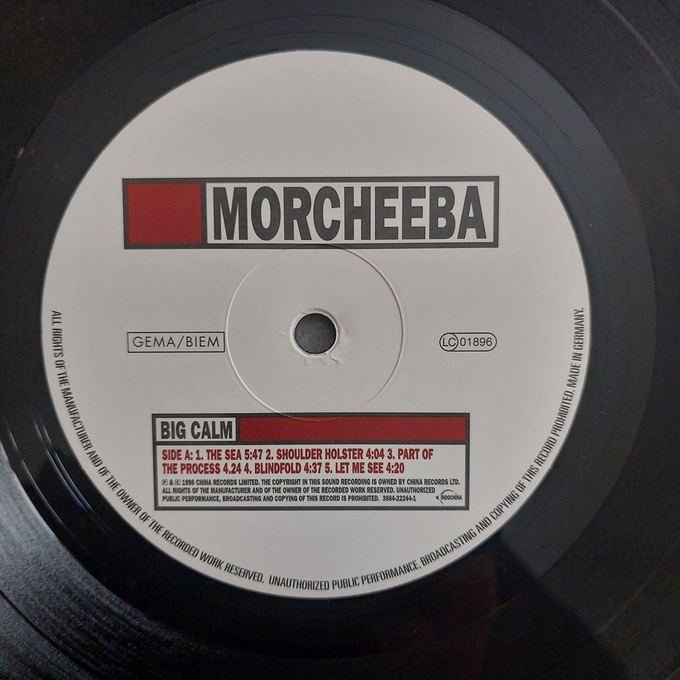 MORCHEEBA
GEMA/BIEM
LC 01896
BIG CALM
SIDE A: 1. THE SEA 5:47 2. SHOULDER HOLSTER 4:04 3. PART OF
THE PROCESS 4.24 4. BLINDFOLD 4:37 5. LET ME SEE 4:20
℗ & © 1998 CHINA RECORDS LIMITED. THE COPYRIGHT IN THIS SOUND RECORDING IS OWNED BY CHINA RECORDS LTD.
ALL RIGHTS OF THE MANUFACTURER AND OF THE OWNER OF THE RECORDED WORK RESERVED. UNAUTHORIZED
PUBLIC PERFORMANCE, BROADCASTING AND COPYING OF THIS RECORD IS PROHIBITED. 3984-22244-1
INDOCHINA
ALL RIGHTS OF THE MANUFACTURER AND OF THE OWNER OF THE RECORDED WORK RESERVED, UNAUTHORIZED PUBLIC PERFORMANCE, BROADCASTING AND COPYING OF THIS RECORD PROHIBITED, MADE IN GERMANY.